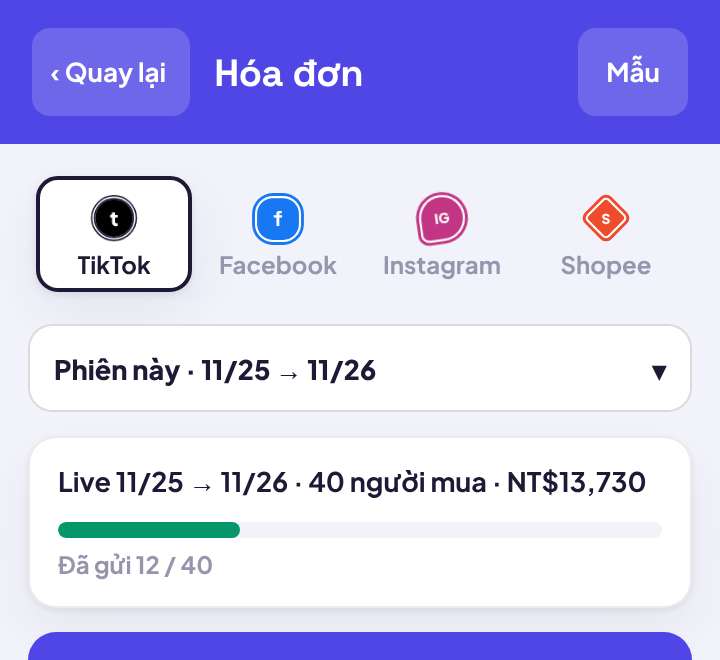 ‹ Quay lại
Hóa đơn
Mẫu
t
f
IG
S
TikTok
Facebook
Instagram
Shopee
Phiên này · 11/25 → 11/26 ▼
Live 11/25 → 11/26 · 40 người mua · NT$13,730
Đã gửi 12 / 40